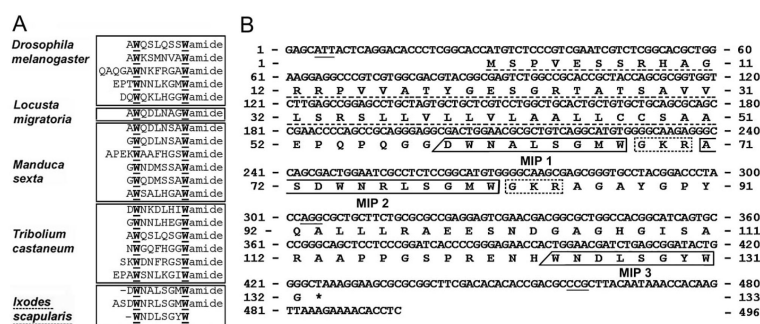 A
Drosophila melanogaster
AWQSLQSSWamide
AWKSMNVAWamide
QAQGAWNKFRGAWamide
EPTWNNLKGMWamide
DQWQKLHGGWamide
Locusta migratoria
AWQDLNAGWamide
Manduca sexta
AWQDLNSAWamide
GWQDLNSAWamide
APEKWAAFHGSWamide
GWNDMSSAWamide
GWQDMSSAWamide
AWSALHGAWamide
Tribolium castaneum
DWNKDLHIWamide
GWNNLHEGWamide
AWQSLQSGWamide
NWGQFHGGWamide
SKWDNFRGSWamide
EPAWSNLKGIWamide
Ixodes scapularis
-DWNALSGMWamide
ASDWNRLSGMWamide
-WNDLSGYW
B
1 - GAGCATTACTCAGGACACCCTCGGCACCATGTCTCCCGTCGAATCGTCTCGGCACGCTGG - 60
1 - M S P V E S S R H A G - 11
61 - AAGGAGGCCCGTCGTGGCGACGTACGGCGAGTCTGGCCGCACCGCTACCAGCGCGGTGGT - 120
12 - R R P V V A T Y G E S G R T A T S A V V - 31
121 - CTTGAGCCGGAGCCTGCTAGTGCTGCTCGTCCTGGCTGCACTGCTGTGCTGCAGCGCAGC - 180
32 - L S R S L L V L L V L A A L L C C S A A - 51
181 - CGAACCCCAGCCGCAGGGAGGCGACTGGAACGCGCTGTCAGGCATGTGGGGCAAGAGGGC - 240
52 - E P Q P Q G G D W N A L S G M W G K R A - 71
MIP 1
241 - CAGCGACTGGAATCGCCTCTCCGGCATGTGGGGCAAGCGAGCGGGTGCCTACGGACCCTA - 300
72 - S D W N R L S G M W G K R A G A Y G P Y - 91
MIP 2
301 - CCAGGCGCTGCTTCTGCGCGCCGAGGAGTCGAACGACGGCGCTGGCCACGGCATCAGTGC - 360
92 - Q A L L L R A E E S N D G A G H G I S A - 111
361 - CCGGGCAGCTCCTCCCGGATCACCCCGGGAGAACCACTGGAACGATCTGAGCGGATACTG - 420
112 - R A A P P G S P R E N H W N D L S G Y W - 131
MIP 3
421 - GGGCTAAAGGAAGCGCGCGGCTTCGACACACACCGACGCCCGCTTACAATAAACCACAAG - 480
132 - G * - 133
481 - TTAAAGAAAACACCTC - 496